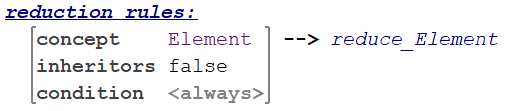 reduction rules:
concept Element --> reduce_Element
inheritors false
condition <always>